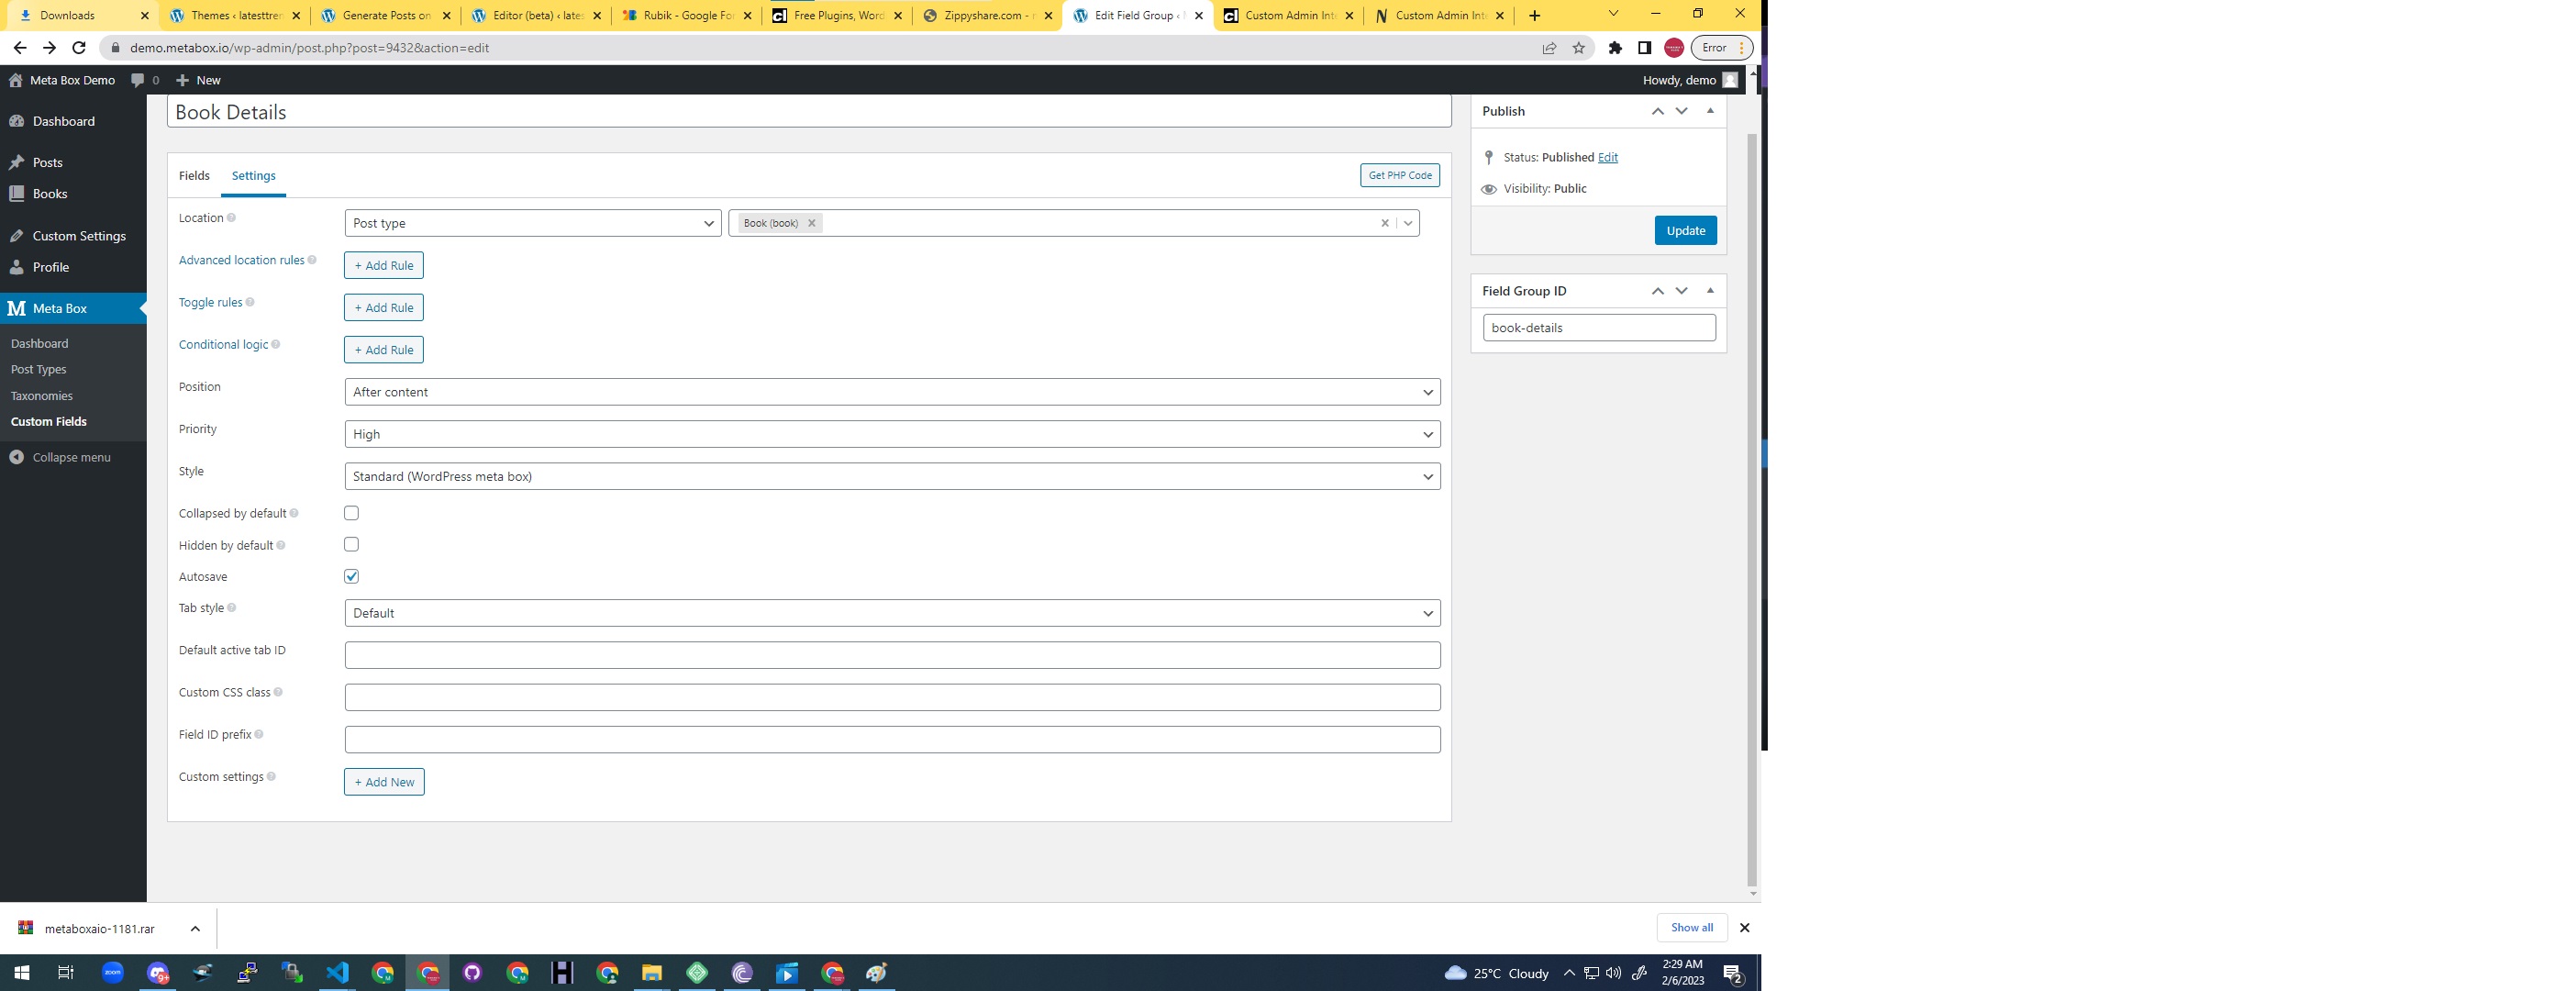 Downloads
Themes ‹ latesttren
Generate Posts on
Editor (beta) ‹ lates
Rubik - Google Fo
Free Plugins, Word
Zippyshare.com -
Edit Field Group ‹
Custom Admin Int
Custom Admin Int
demo.metabox.io/wp-admin/post.php?post=9432&action=edit
Error
Meta Box Demo
0
New
Howdy, demo
Dashboard
Posts
Books
Custom Settings
Profile
Meta Box
Dashboard
Post Types
Taxonomies
Custom Fields
Collapse menu
Book Details
Fields
Settings
Get PHP Code
Location
Post type
Book (book)
Advanced location rules
+ Add Rule
Toggle rules
+ Add Rule
Conditional logic
+ Add Rule
Position
After content
Priority
High
Style
Standard (WordPress meta box)
Collapsed by default
Hidden by default
Autosave
Tab style
Default
Default active tab ID
Custom CSS class
Field ID prefix
Custom settings
+ Add New
Publish
Status: Published Edit
Visibility: Public
Update
Field Group ID
book-details
metaboxaio-1181.rar
Show all
zoom
9+
25°C Cloudy
2:29 AM
2/6/2023
2